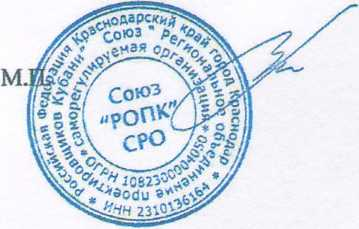 М.П.
Российская Федерация Краснодарский край город Краснодар
* Союз " Региональное объединение проектировщиков Кубани "
* саморегулируемая организация *
ОГРН 1082300004050 * ИНН 2310136164 *
Союз
"РОПК"
СРО